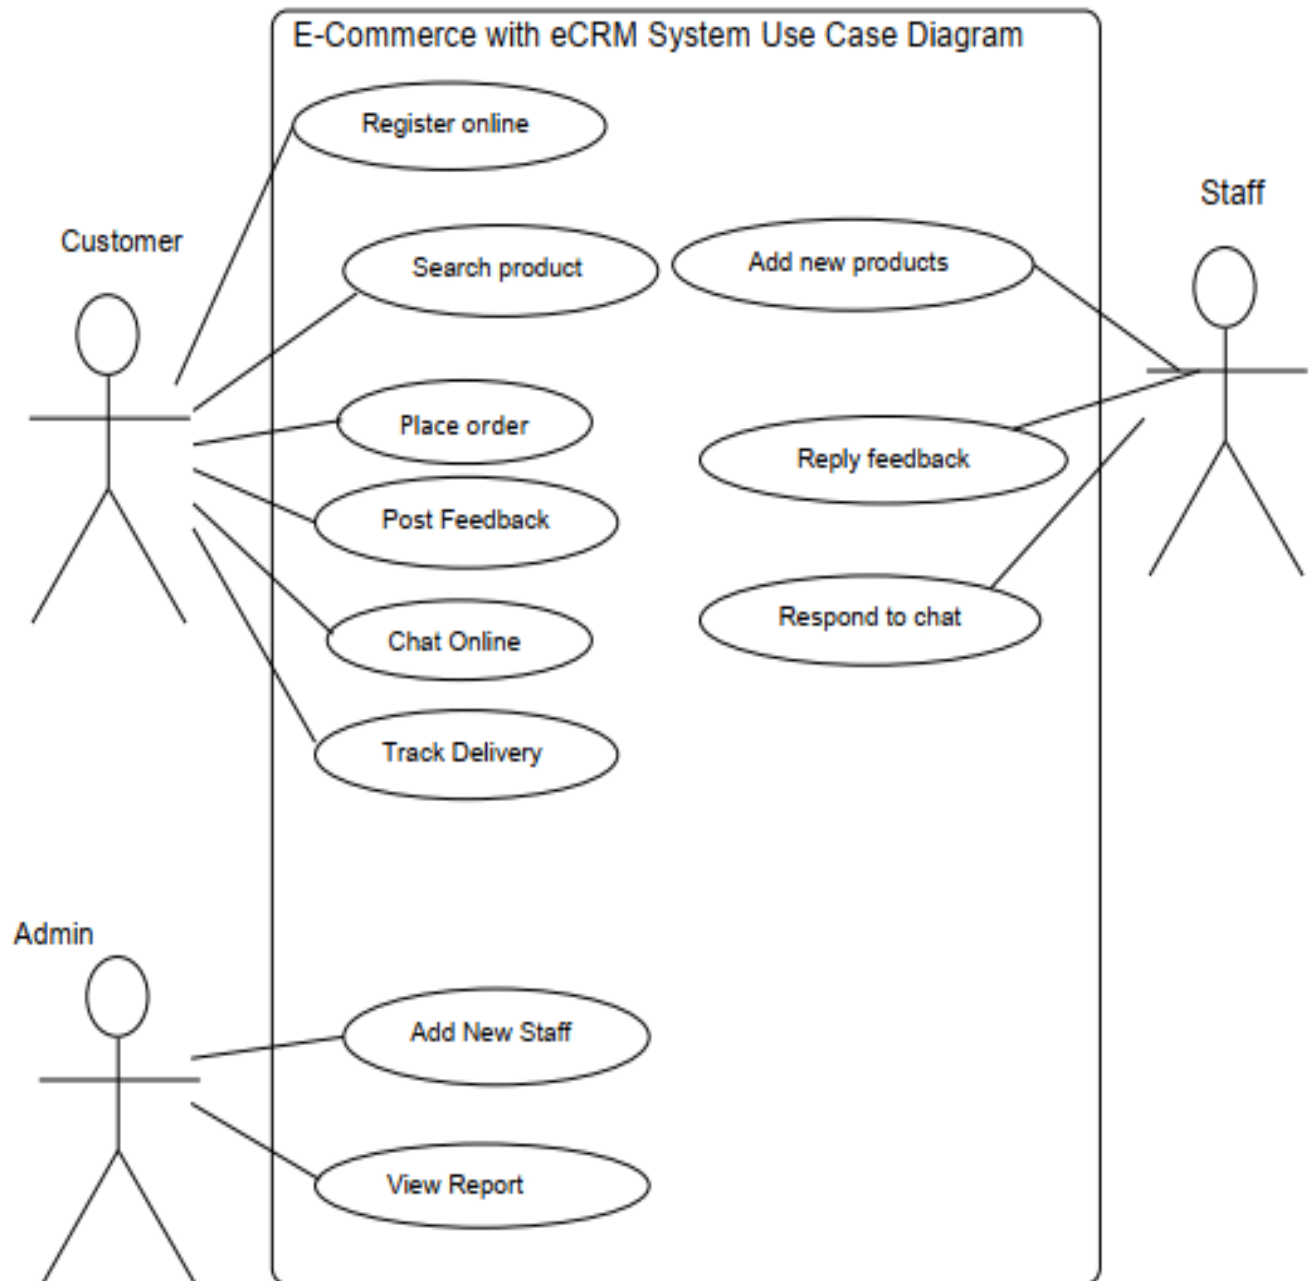 E-Commerce with eCRM System Use Case Diagram
Register online
Staff
Customer
Search product
Add new products
Place order
Reply feedback
Post Feedback
Respond to chat
Chat Online
Track Delivery
Admin
Add New Staff
View Report